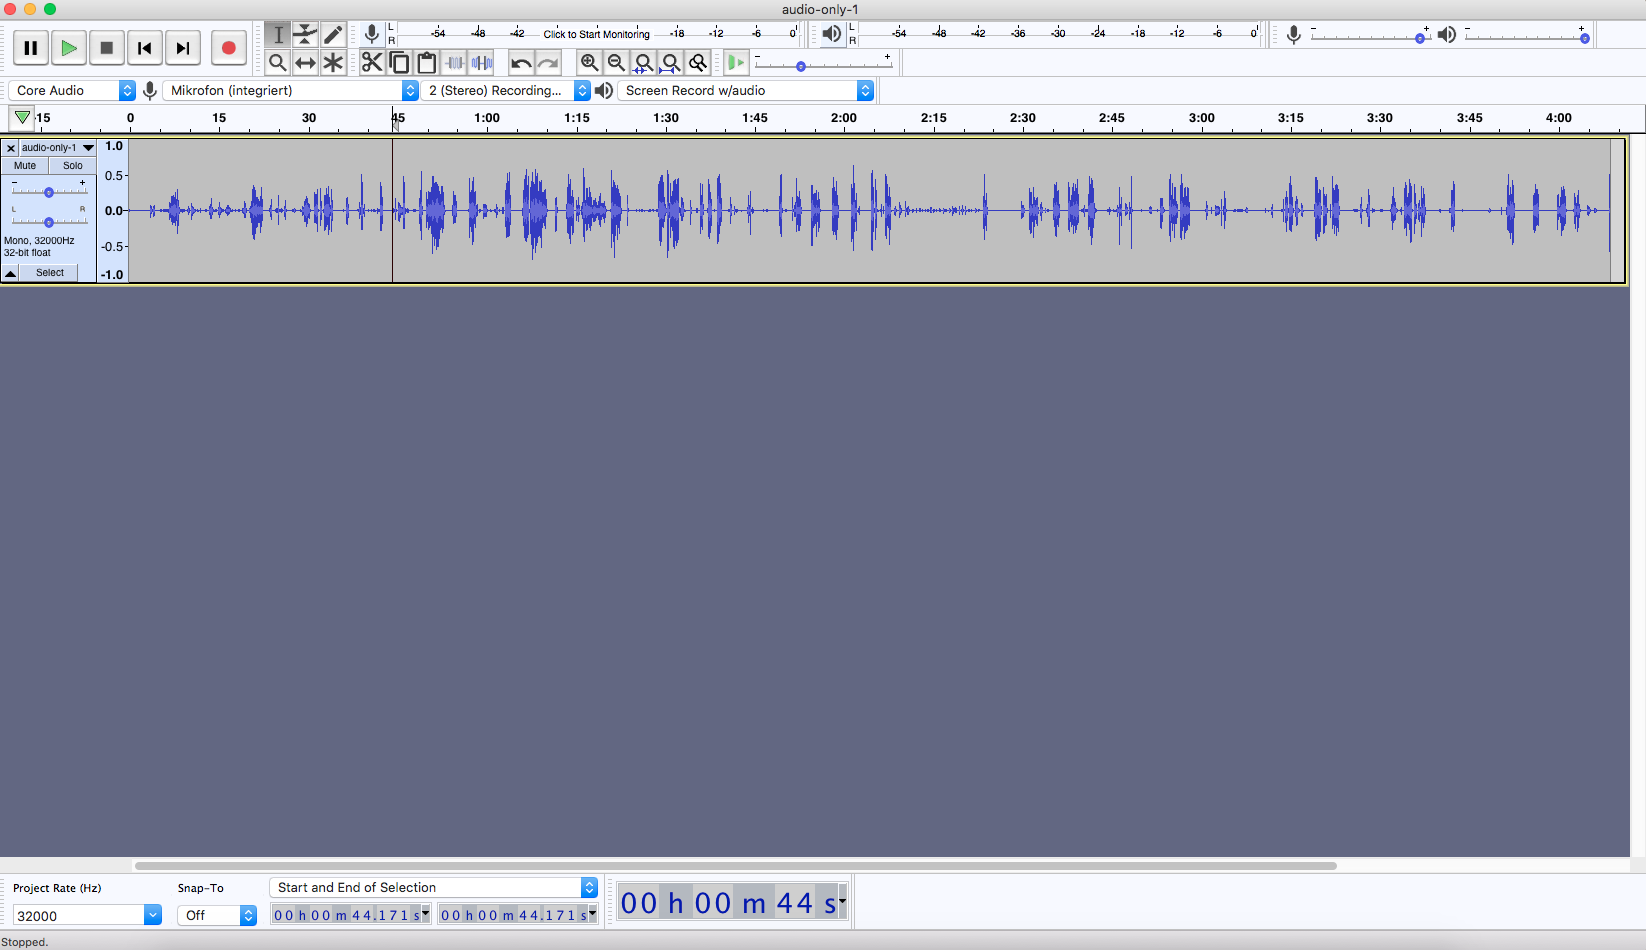 audio-only-1
L
R
-54 -48 -42 Click to Start Monitoring -18 -12 -6 0
L
R
-54 -48 -42 -36 -30 -24 -18 -12 -6 0
- +
- +
- +
Core Audio
Mikrofon (integriert)
2 (Stereo) Recording...
Screen Record w/audio
-15 0 15 30 45 1:00 1:15 1:30 1:45 2:00 2:15 2:30 2:45 3:00 3:15 3:30 3:45 4:00
audio-only-1
Mute Solo
- +
L R
Mono, 32000Hz
32-bit float
Select
1.0
0.5-
0.0-
-0.5-
-1.0
Project Rate (Hz)
32000
Snap-To
Off
Start and End of Selection
00 h 00 m 44.171 s
00 h 00 m 44.171 s
00 h 00 m 44 s
Stopped.